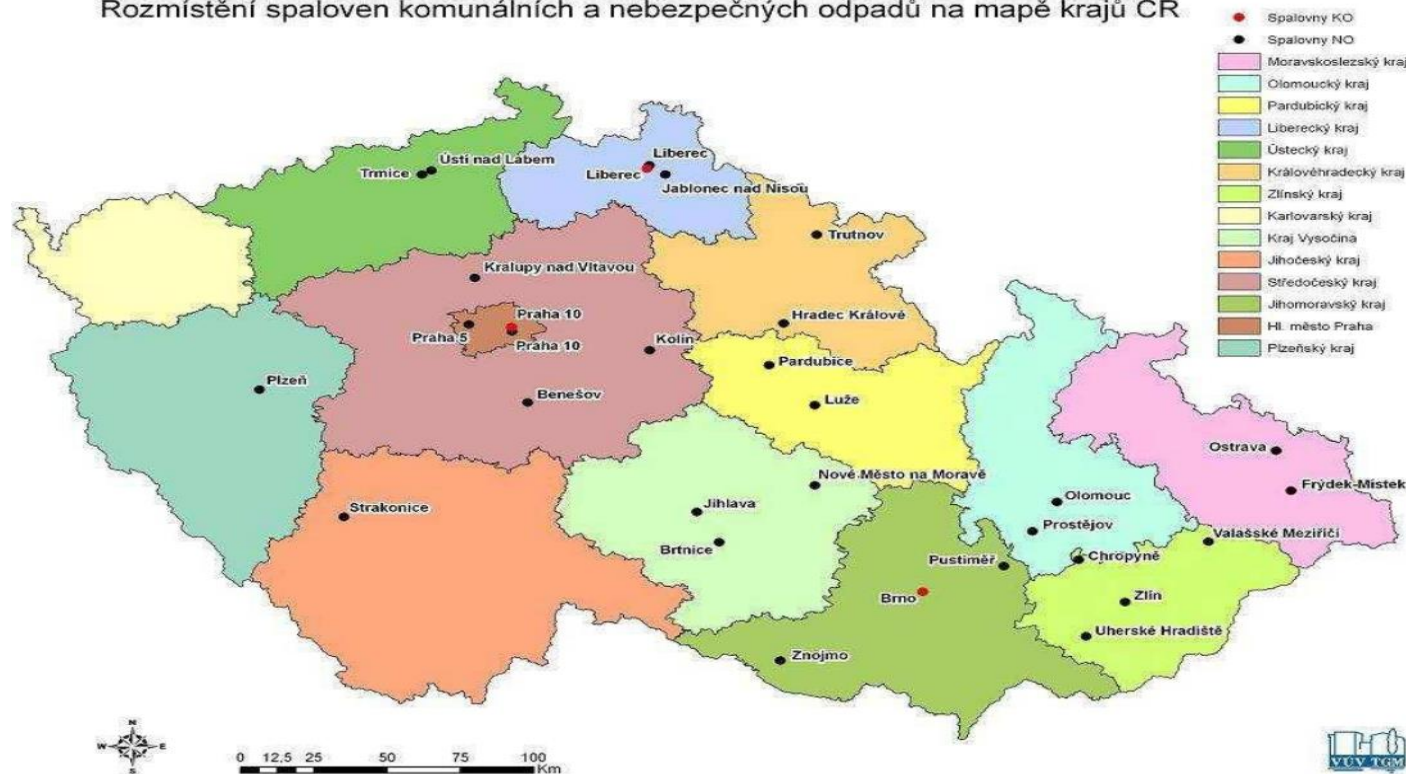 Rozmístění spaloven komunálních a nebezpečných odpadů na mapě krajů ČR
Spalovny KO
Spalovny NO
Moravskoslezský kraj
Olomoucký kraj
Pardubický kraj
Liberecký kraj
Ústecký kraj
Královéhradecký kraj
Zlínský kraj
Karlovarský kraj
Kraj Vysočina
Jihočeský kraj
Středočeský kraj
Jihomoravský kraj
Hl. město Praha
Plzeňský kraj
Liberec
Ústí nad Labem
Trmice
Liberec
Jablonec nad Nisou
Trutnov
Kralupy nad Vltavou
Praha 10
Hradec Králové
Praha 5
Praha 10
Kolín
Pardubice
Plzeň
Benešov
Luže
Ostrava
Nové Město na Moravě
Frýdek-Místek
Strakonice
Jihlava
Olomouc
Prostějov
Valašské Meziříčí
Brtnice
Pustiměř
Chropyně
Brno
Zlín
Uherské Hradiště
Znojmo
N
W E
S
0 12,5 25 50 75 100
Km
VÚV TGM